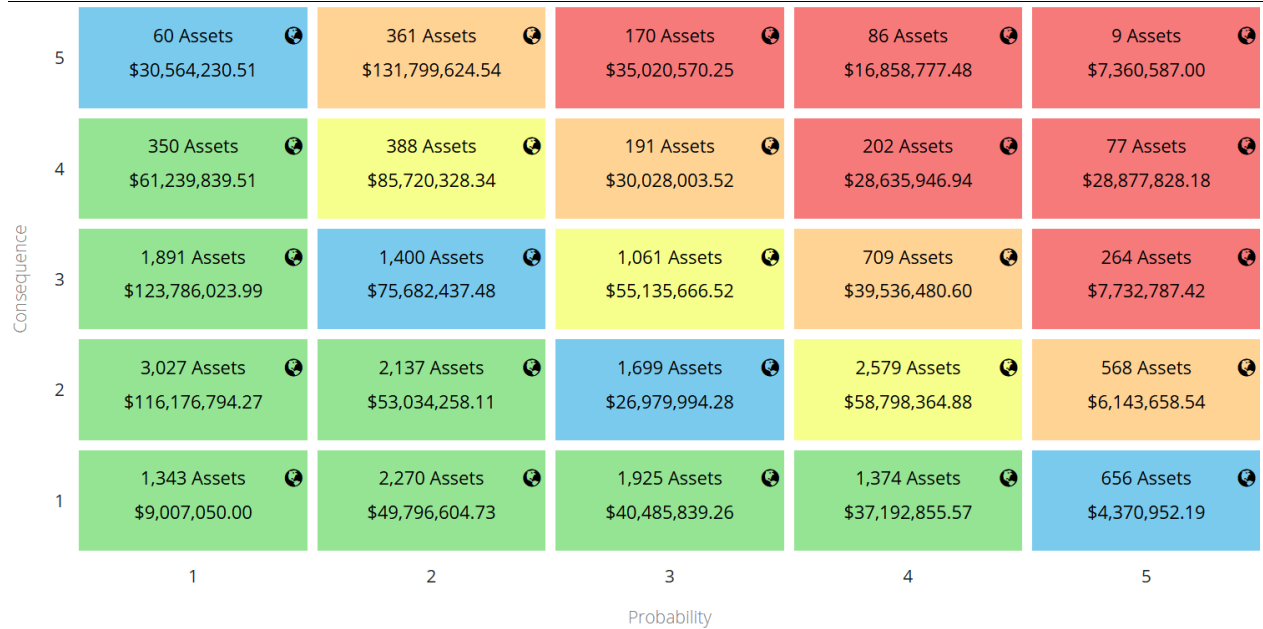 60 Assets
$30,564,230.51
361 Assets
$131,799,624.54
170 Assets
$35,020,570.25
86 Assets
$16,858,777.48
9 Assets
$7,360,587.00
5
350 Assets
$61,239,839.51
388 Assets
$85,720,328.34
191 Assets
$30,028,003.52
202 Assets
$28,635,946.94
77 Assets
$28,877,828.18
4
1,891 Assets
$123,786,023.99
1,400 Assets
$75,682,437.48
1,061 Assets
$55,135,666.52
709 Assets
$39,536,480.60
264 Assets
$7,732,787.42
3
Consequence
3,027 Assets
$116,176,794.27
2,137 Assets
$53,034,258.11
1,699 Assets
$26,979,994.28
2,579 Assets
$58,798,364.88
568 Assets
$6,143,658.54
2
1,343 Assets
$9,007,050.00
2,270 Assets
$49,796,604.73
1,925 Assets
$40,485,839.26
1,374 Assets
$37,192,855.57
656 Assets
$4,370,952.19
1
1
2
3
4
5
Probability